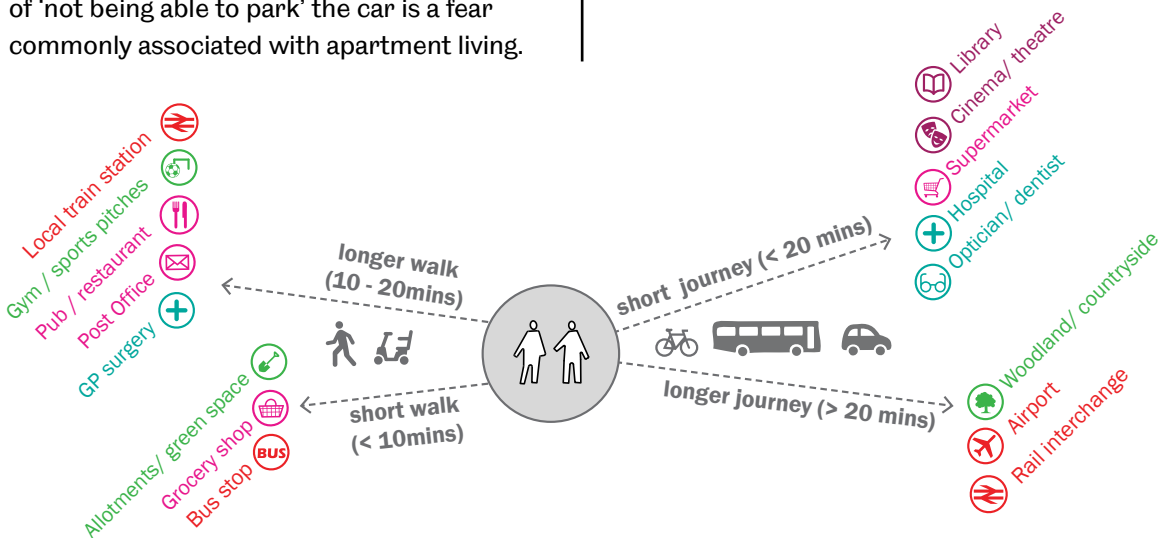 of 'not being able to park' the car is a fear
commonly associated with apartment living.
Local train station
Gym / sports pitches
Pub / restaurant
Post Office
GP surgery
longer walk
(10 - 20mins)
Allotments/ green space
Grocery shop
Bus stop
BUS
short walk
(< 10mins)
short journey (< 20 mins)
Library
Cinema/ theatre
Supermarket
Hospital
Optician/ dentist
longer journey (> 20 mins)
Woodland/ countryside
Airport
Rail interchange